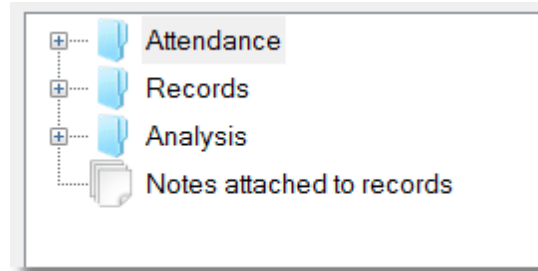 Attendance
Records
Analysis
Notes attached to records